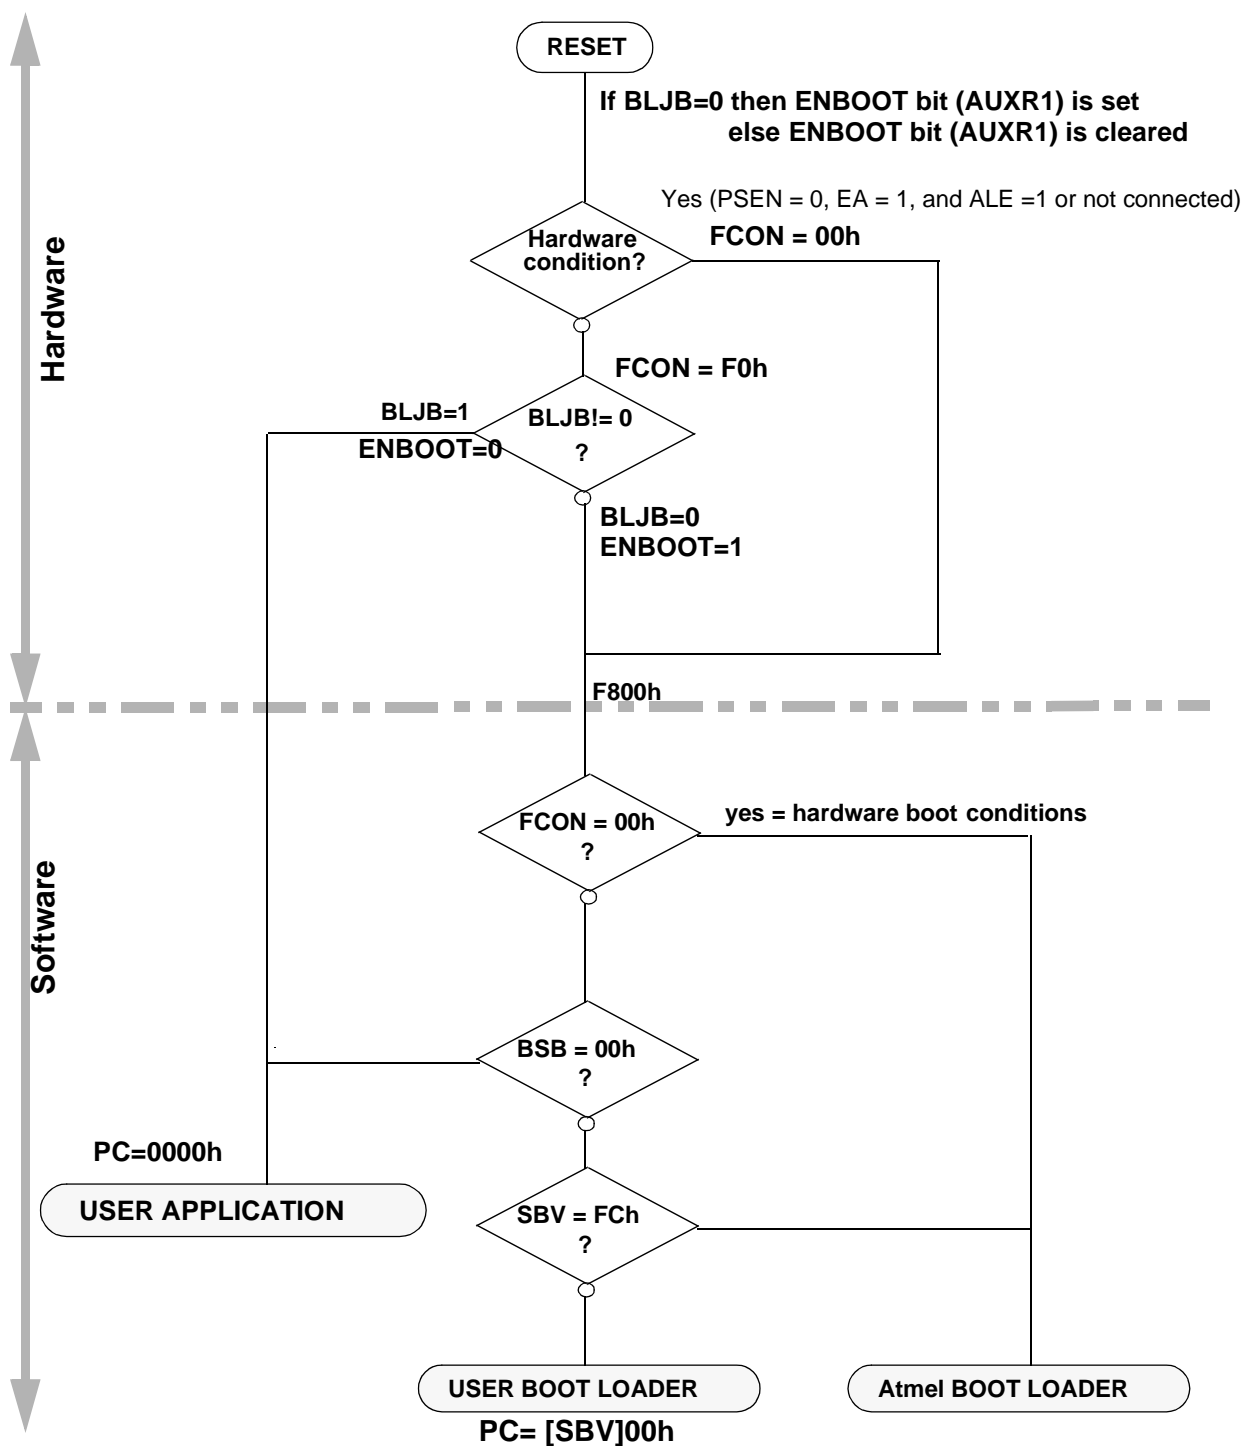 RESET
If BLJB=0 then ENBOOT bit (AUXR1) is set
else ENBOOT bit (AUXR1) is cleared
Yes (PSEN = 0, EA = 1, and ALE =1 or not connected)
FCON = 00h
Hardware
condition?
Hardware
FCON = F0h
BLJB=1
ENBOOT=0
BLJB!= 0
?
BLJB=0
ENBOOT=1
F800h
FCON = 00h
?
yes = hardware boot conditions
Software
BSB = 00h
?
PC=0000h
USER APPLICATION
SBV = FCh
?
USER BOOT LOADER
Atmel BOOT LOADER
PC= [SBV]00h